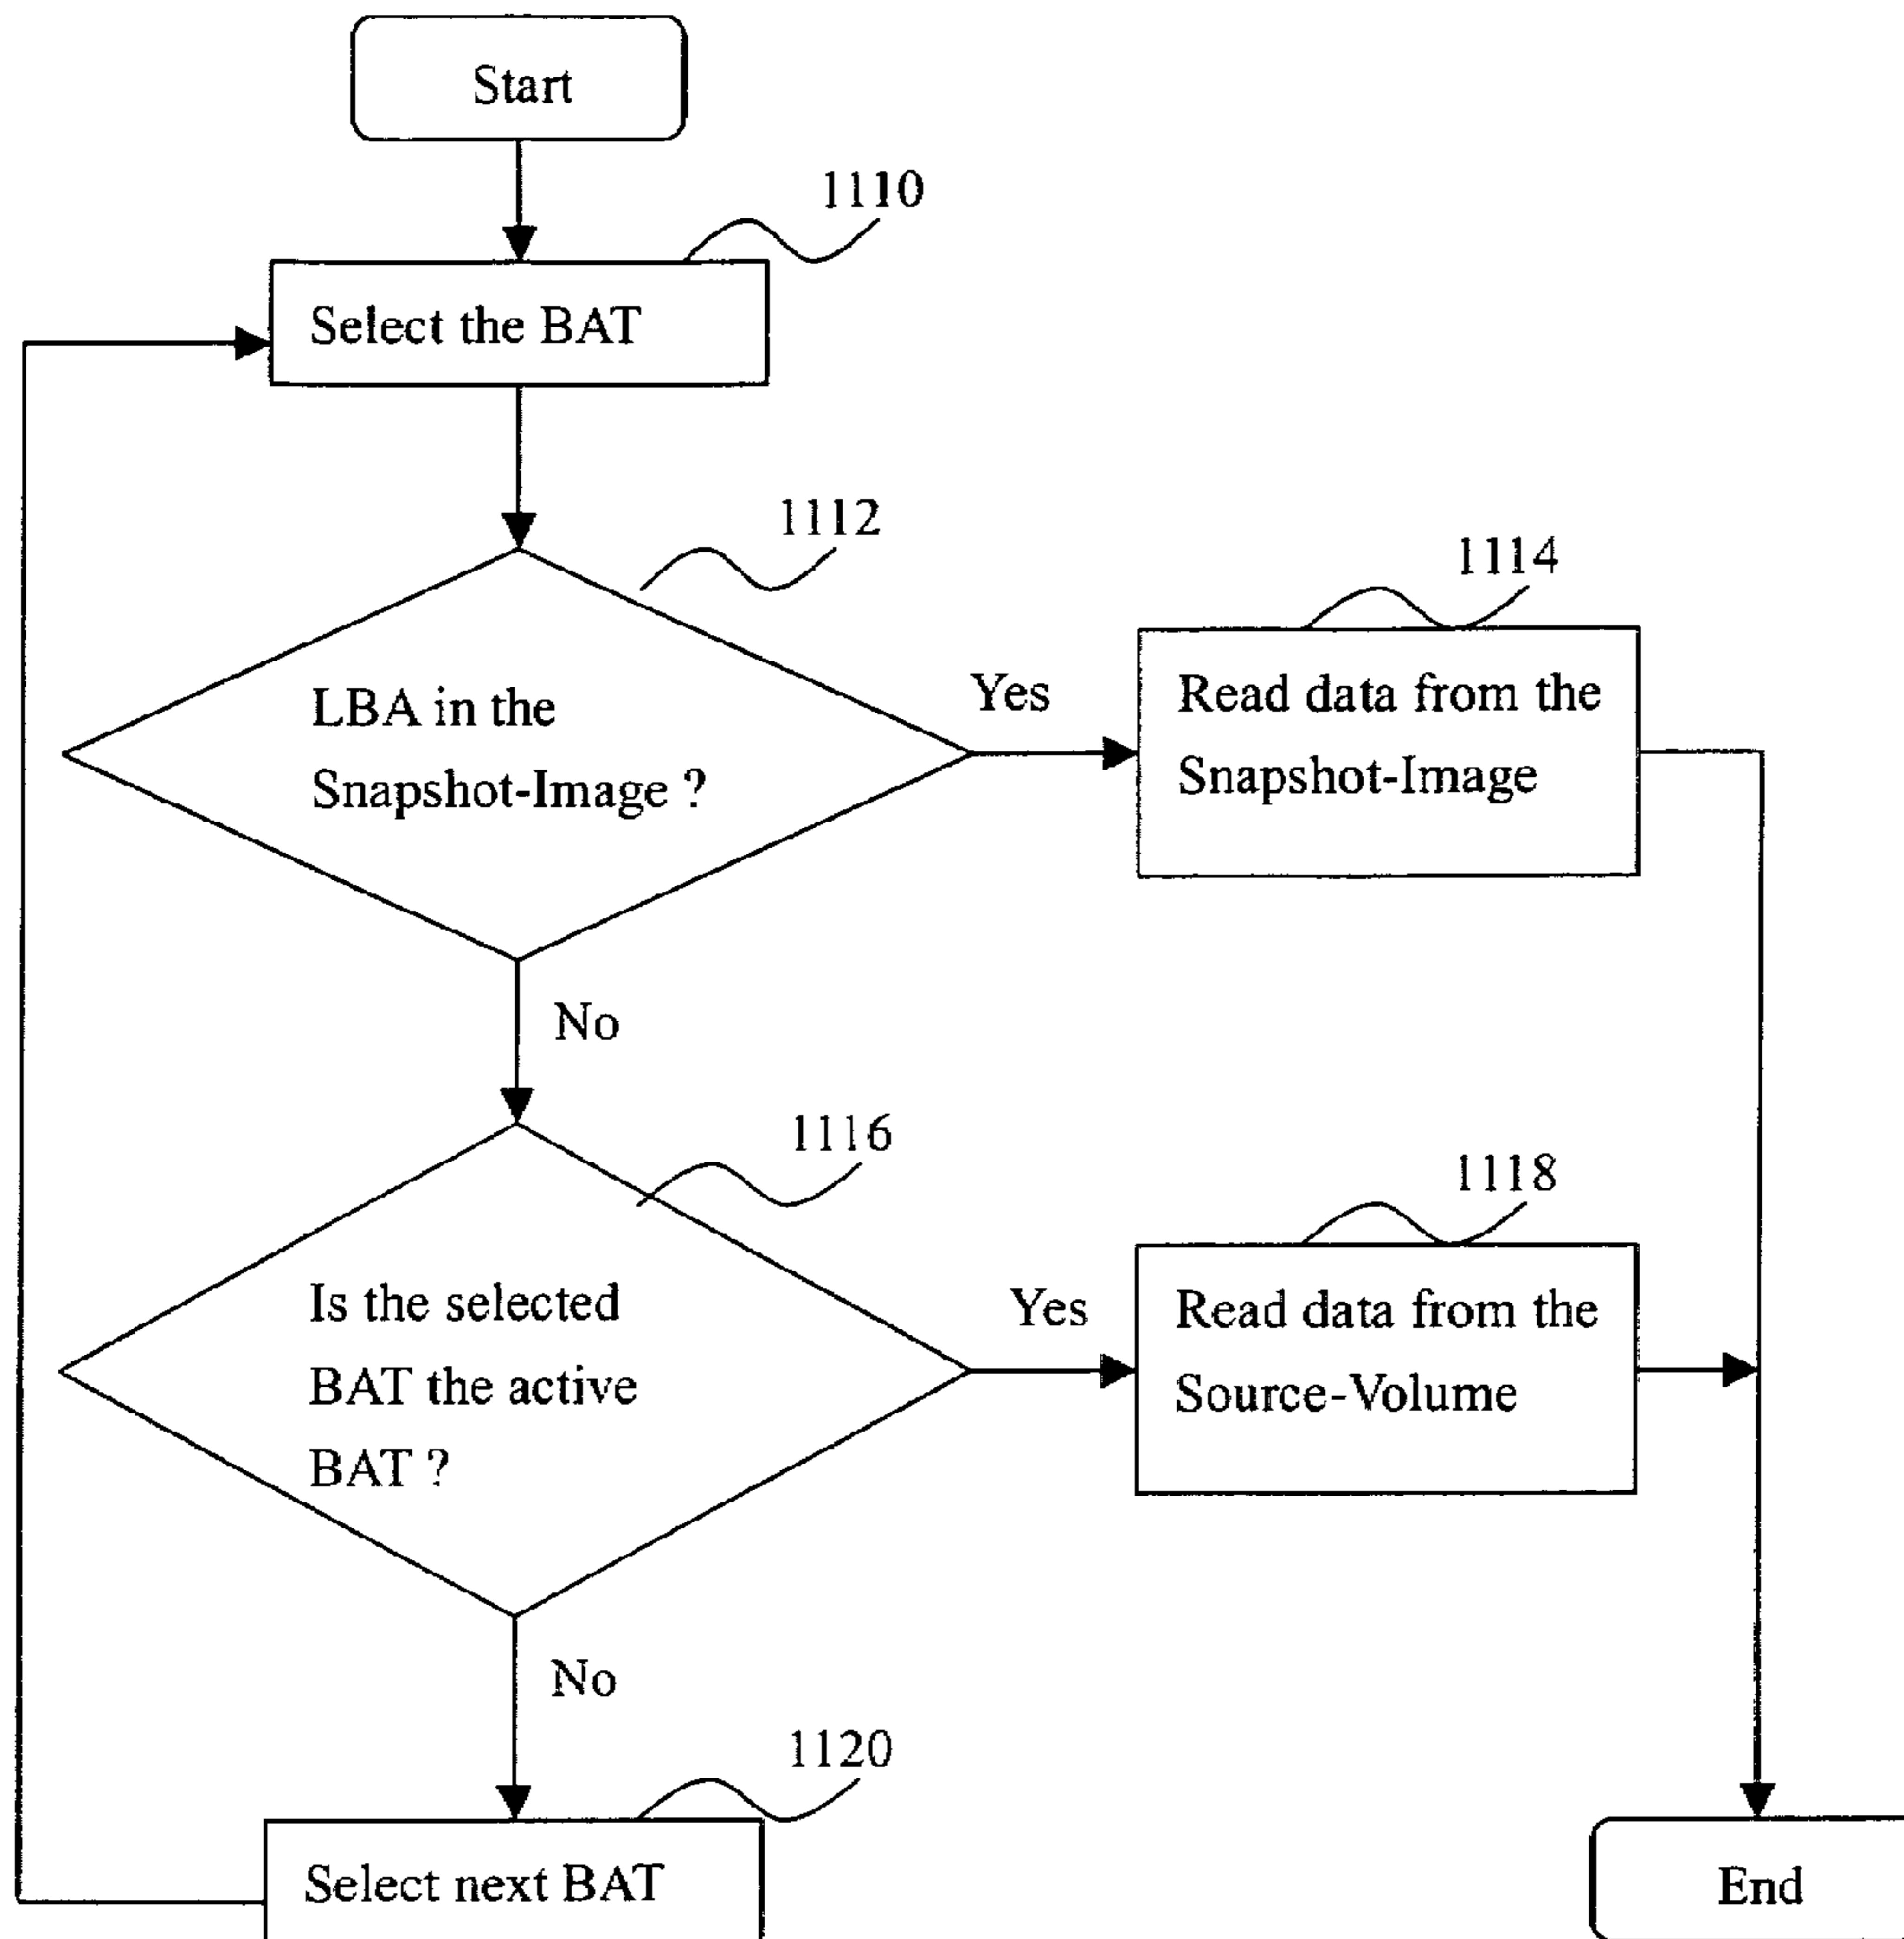 Start
1110
Select the BAT
1112
LBA in the
Snapshot-Image ?
Yes
1114
Read data from the
Snapshot-Image
No
1116
Is the selected
BAT the active
BAT ?
Yes
1118
Read data from the
Source-Volume
No
1120
Select next BAT
End